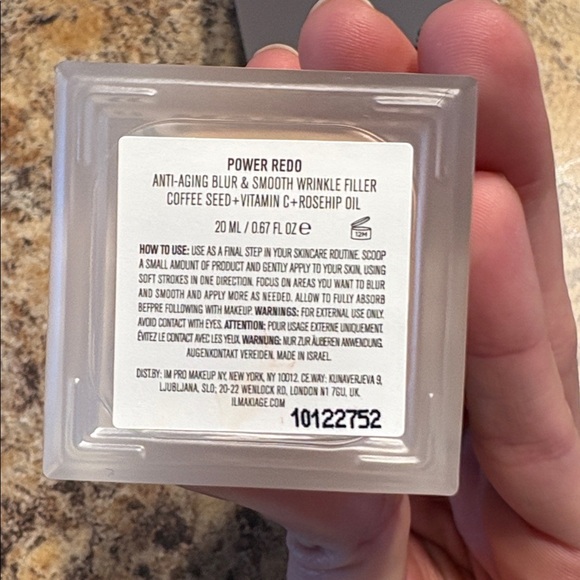 POWER REDO
ANTI-AGING BLUR & SMOOTH WRINKLE FILLER
COFFEE SEED+VITAMIN C+ROSEHIP OIL
20 ML / 0.67 FL OZ ℮
12M
HOW TO USE: USE AS A FINAL STEP IN YOUR SKINCARE ROUTINE. SCOOP
A SMALL AMOUNT OF PRODUCT AND GENTLY APPLY TO YOUR SKIN, USING
SOFT STROKES IN ONE DIRECTION. FOCUS ON AREAS YOU WANT TO BLUR
AND SMOOTH AND APPLY MORE AS NEEDED. ALLOW TO FULLY ABSORB
BEFPRE FOLLOWING WITH MAKEUP. WARNINGS: FOR EXTERNAL USE ONLY.
AVOID CONTACT WITH EYES. ATTENTION: POUR USAGE EXTERNE UNIQUEMENT.
ÉVITEZ LE CONTACT AVEC LES YEUX. WARNUNG: NUR ZUR ÄUßEREN ANWENDUNG.
AUGENKONTAKT VEREIDEN. MADE IN ISRAEL.
DIST.BY: IM PRO MAKEUP NY, NEW YORK, NY 10012. CE.WAY: KUNAVERJEVA 9,
LJUBLJANA, SLO; 20-22 WENLOCK RD, LONDON N1 7GU, UK.
ILMAKIAGE.COM
10122752